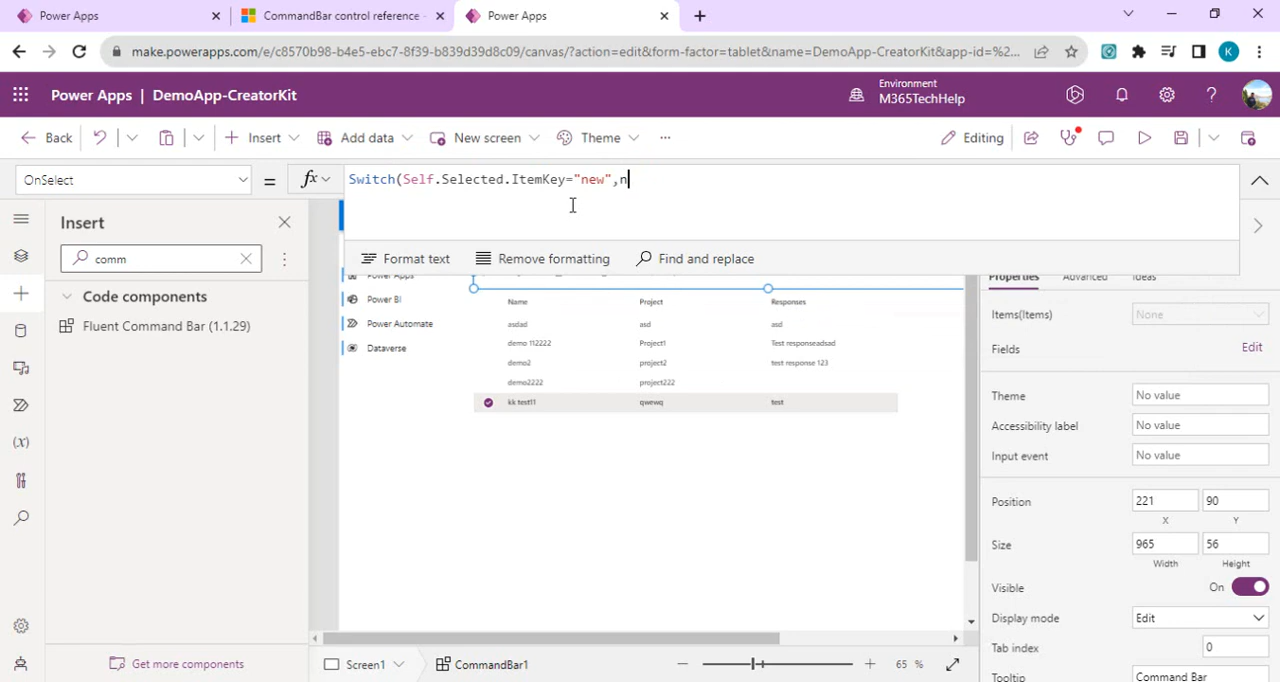 Power Apps
CommandBar control reference -
Power Apps
make.powerapps.com/e/c8570b98-b4e5-ebc7-8f39-b839d39d8c09/canvas/?action=edit&form-factor=tablet&name=DemoApp-CreatorKit&app-id=%2...
K
Power Apps | DemoApp-CreatorKit
Environment
M365TechHelp
Back
Insert
Add data
New screen
Theme
...
Editing
OnSelect
=
fx
Switch(Self.Selected.ItemKey="new",n
Format text
Remove formatting
Find and replace
Insert
comm
Code components
Fluent Command Bar (1.1.29)
Get more components
Power Apps
Power BI
Power Automate
Dataverse
Name Project Responses
asdad asd asd
demo 112222 Project1 Test responseadsad
demo2 project2 test response 123
demo2222 project222
kk test11 qwewq test
Properties Advanced Ideas
Items(Items) None
Fields Edit
Theme No value
Accessibility label No value
Input event No value
Position 221 90
X Y
Size 965 56
Width Height
Visible On
Display mode Edit
Tab index 0
Tooltip Command Bar
Screen1
CommandBar1
65 %